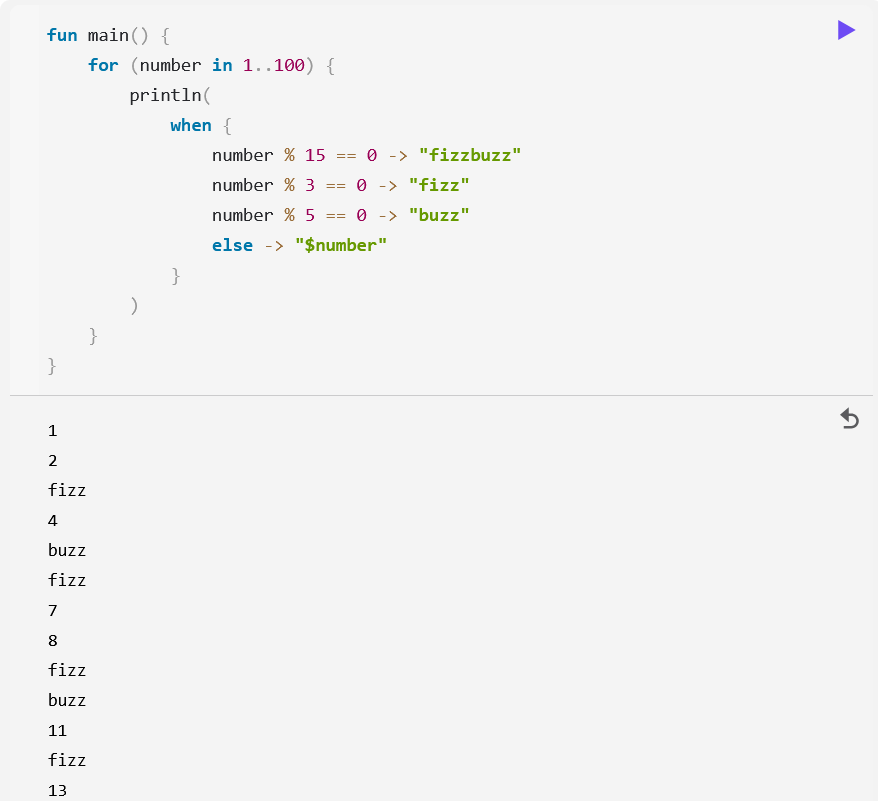 fun main() {
    for (number in 1..100) {
        println(
            when {
                number % 15 == 0 -> "fizzbuzz"
                number % 3 == 0 -> "fizz"
                number % 5 == 0 -> "buzz"
                else -> "$number"
            }
        )
    }
}
1
2
fizz
4
buzz
fizz
7
8
fizz
buzz
11
fizz
13